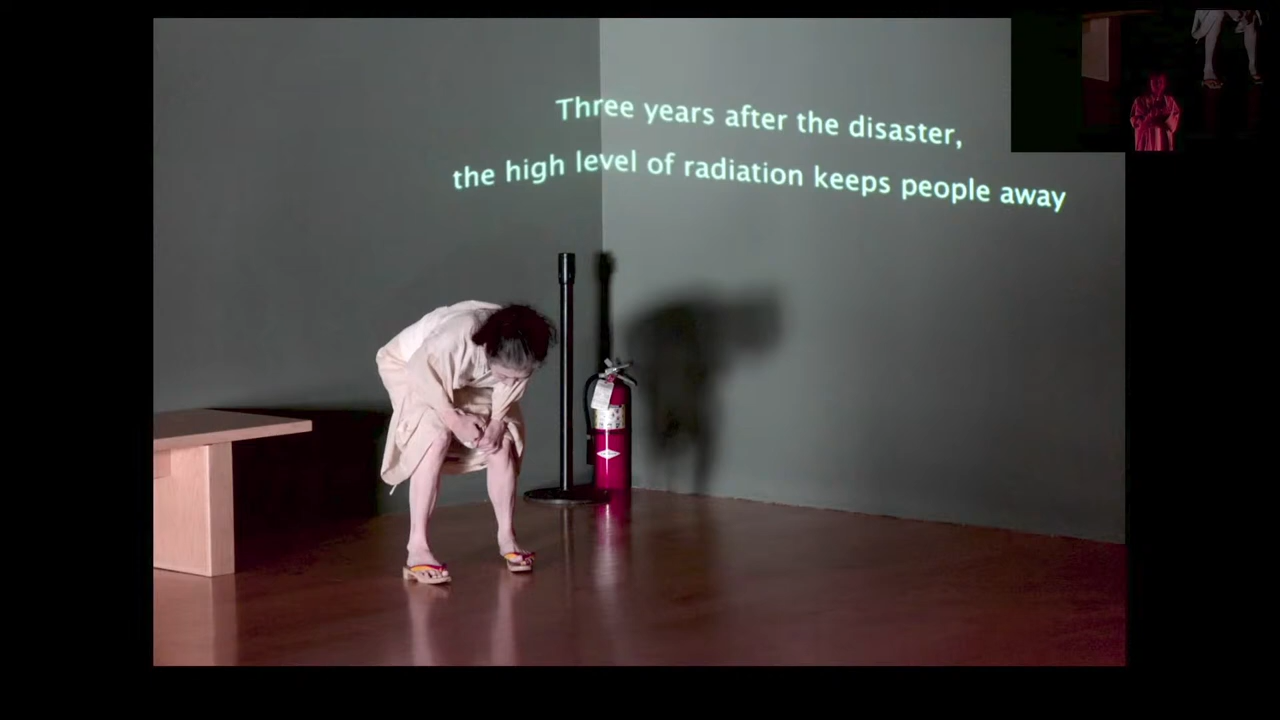 Three years after the disaster,
the high level of radiation keeps people away